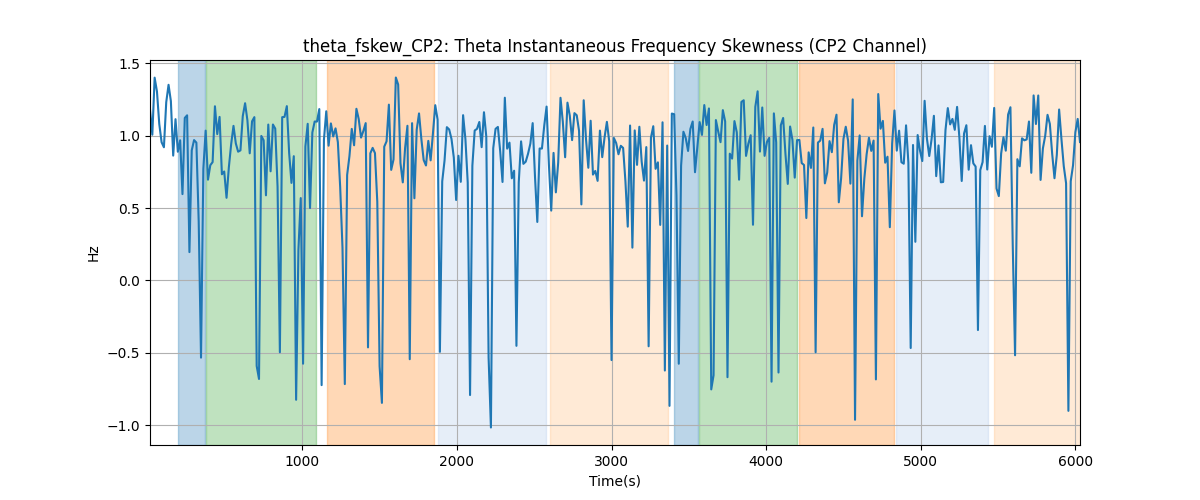 theta_fskew_CP2: Theta Instantaneous Frequency Skewness (CP2 Channel)
1.5
1.0
0.5
0.0
−0.5
−1.0
Hz
1000 2000 3000 4000 5000 6000
Time(s)